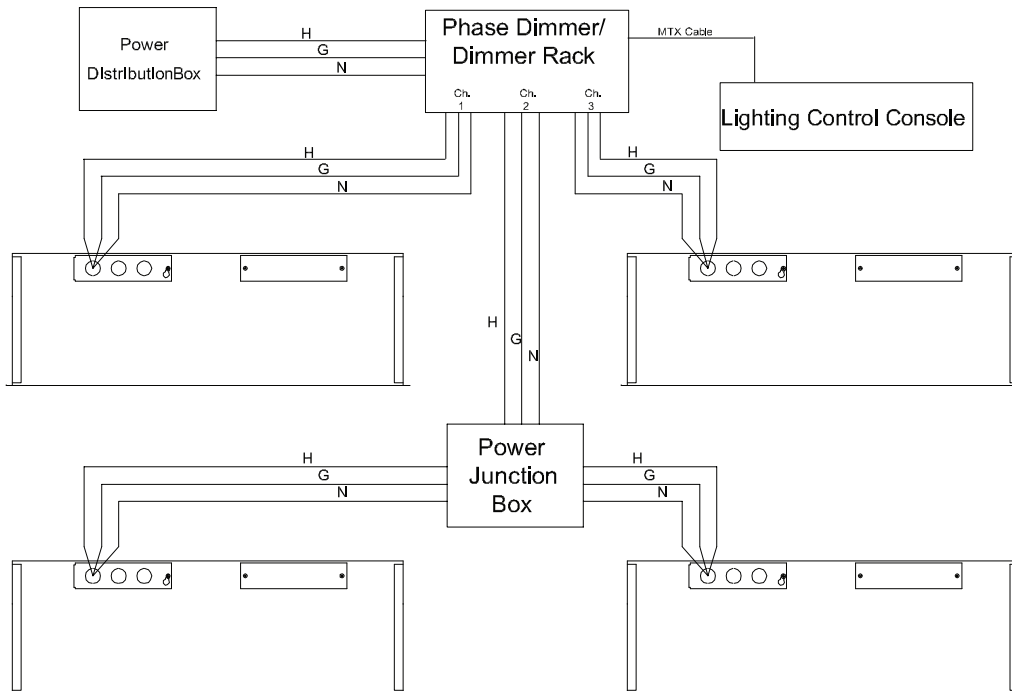 Power
DistributionBox
H
G
N
Phase Dimmer/
Dimmer Rack
Ch.
1
Ch.
2
Ch.
3
MTX Cable
Lighting Control Console
H
G
N
H
G
N
H
G
N
Power
Junction
Box
H
G
N
H
G
N